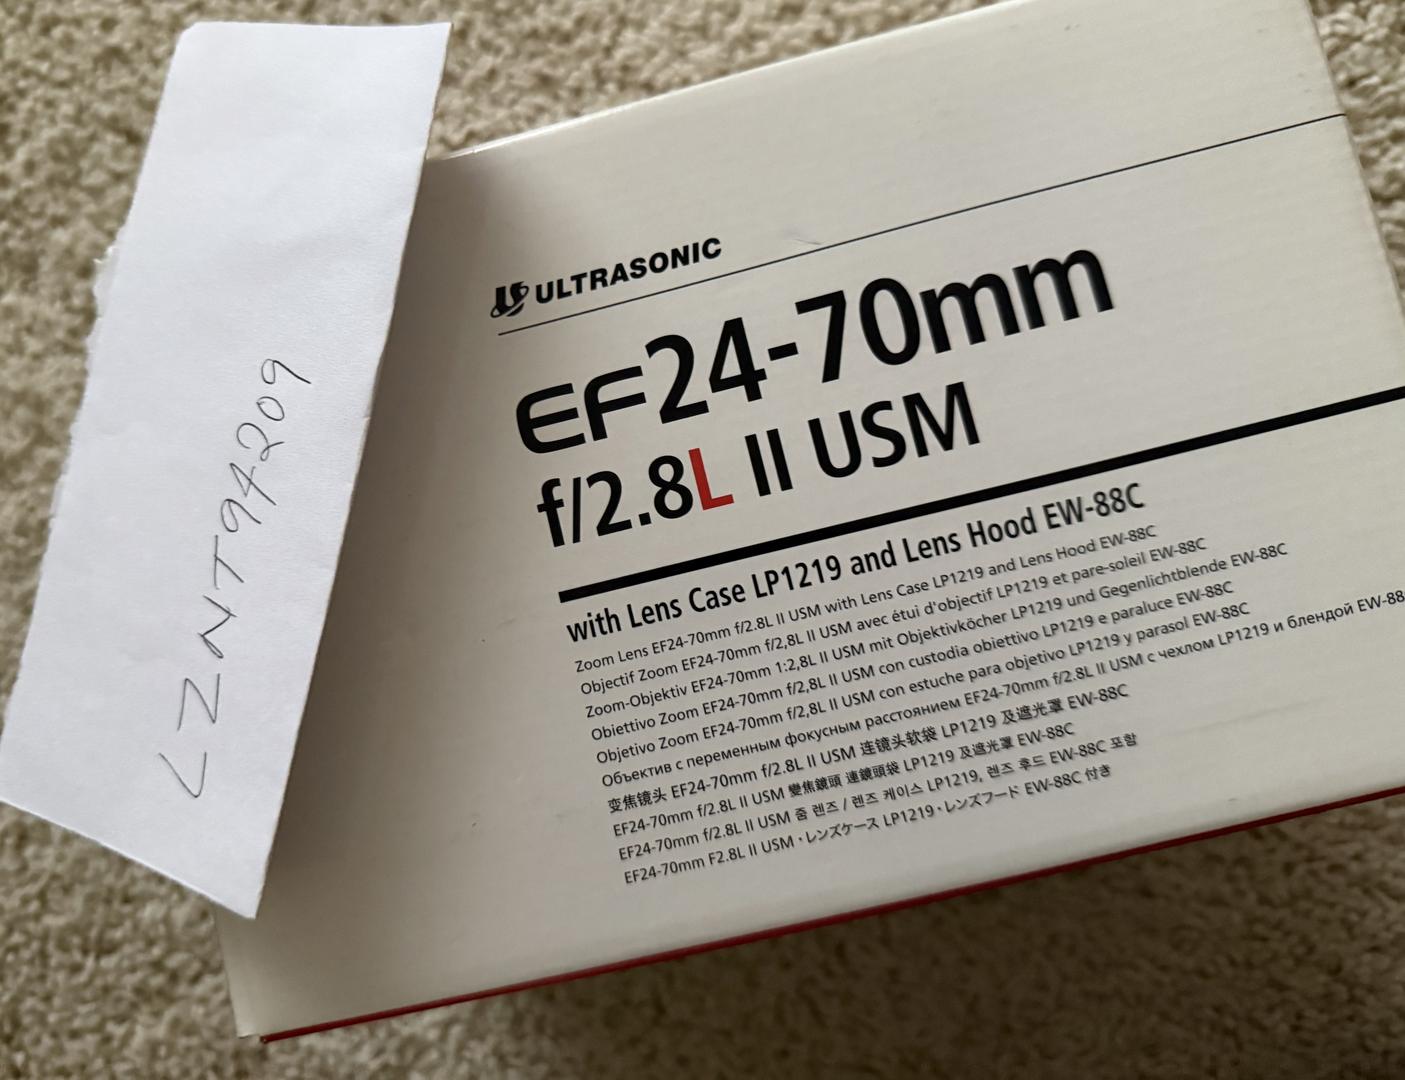 LZNT94209
ULTRASONIC
EF24-70mm
f/2.8L II USM
with Lens Case LP1219 and Lens Hood EW-88C
Zoom Lens EF24-70mm f/2.8L II USM with Lens Case LP1219 and Lens Hood EW-88C
Objectif Zoom EF24-70mm f/2,8L II USM avec étui d'objectif LP1219 et pare-soleil EW-88C
Zoom-Objektiv EF24-70mm 1:2,8L II USM mit Objektivköcher LP1219 und Gegenlichtblende EW-88C
Obiettivo Zoom EF24-70mm f/2,8L II USM con custodia obiettivo LP1219 e paraluce EW-88C
Objetivo Zoom EF24-70mm f/2,8L II USM con estuche para objetivo LP1219 y parasol EW-88C
Объектив с переменным фокусным расстоянием EF24-70mm f/2.8L II USM с чехлом LP1219 и блендой EW-88
变焦镜头 EF24-70mm f/2.8L II USM 连镜头软袋 LP1219 及遮光罩 EW-88C
EF24-70mm f/2.8L II USM 變焦鏡頭 連鏡頭袋 LP1219 及遮光罩 EW-88C
EF24-70mm f/2.8L II USM 줌 렌즈 / 렌즈 케이스 LP1219, 렌즈 후드 EW-88C 포함
EF24-70mm F2.8L II USM・レンズケース LP1219・レンズフード EW-88C 付き